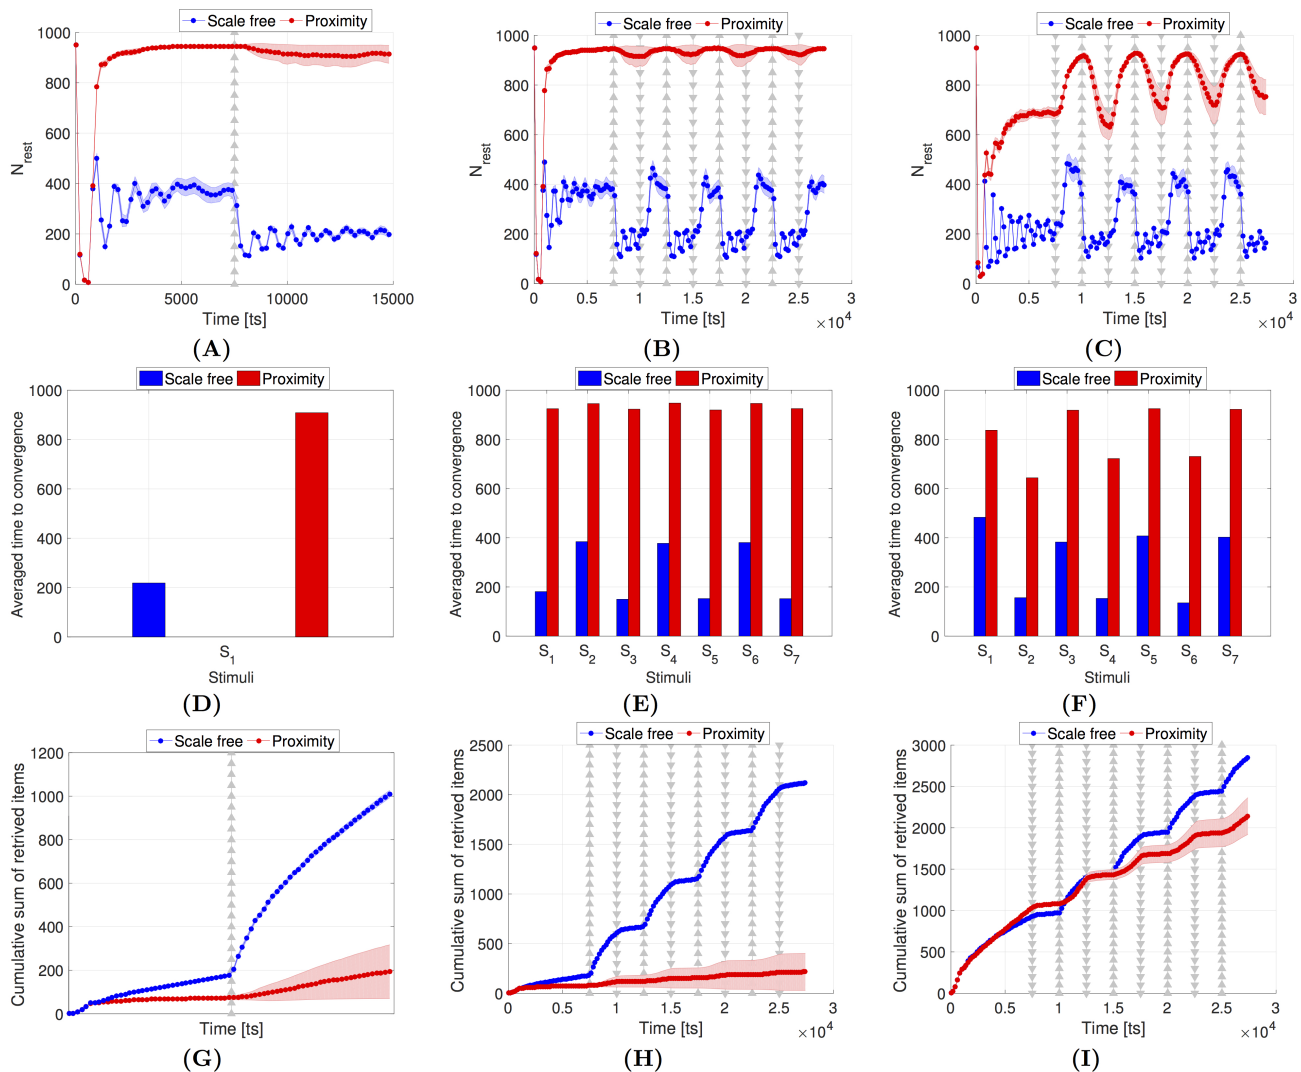 Scale free Proximity
N_rest
1000
800
600
400
200
0
0 5000 10000 15000
Time [ts]
(A)
Scale free Proximity
N_rest
1000
800
600
400
200
0
0 0.5 1 1.5 2 2.5 3
Time [ts] ×10^4
(B)
Scale free Proximity
N_rest
1000
800
600
400
200
0
0 0.5 1 1.5 2 2.5 3
Time [ts] ×10^4
(C)
Scale free Proximity
Averaged time to convergence
1000
800
600
400
200
0
S_1
Stimuli
(D)
Scale free Proximity
Averaged time to convergence
1000
800
600
400
200
0
S_1 S_2 S_3 S_4 S_5 S_6 S_7
Stimuli
(E)
Scale free Proximity
Averaged time to convergence
1000
800
600
400
200
0
S_1 S_2 S_3 S_4 S_5 S_6 S_7
Stimuli
(F)
Scale free Proximity
Cumulative sum of retrived items
1200
1000
800
600
400
200
0
Time [ts]
(G)
Scale free Proximity
Cumulative sum of retrived items
2500
2000
1500
1000
500
0
0 0.5 1 1.5 2 2.5 3
Time [ts] ×10^4
(H)
Scale free Proximity
Cumulative sum of retrived items
3000
2500
2000
1500
1000
500
0
0 0.5 1 1.5 2 2.5 3
Time [ts] ×10^4
(I)